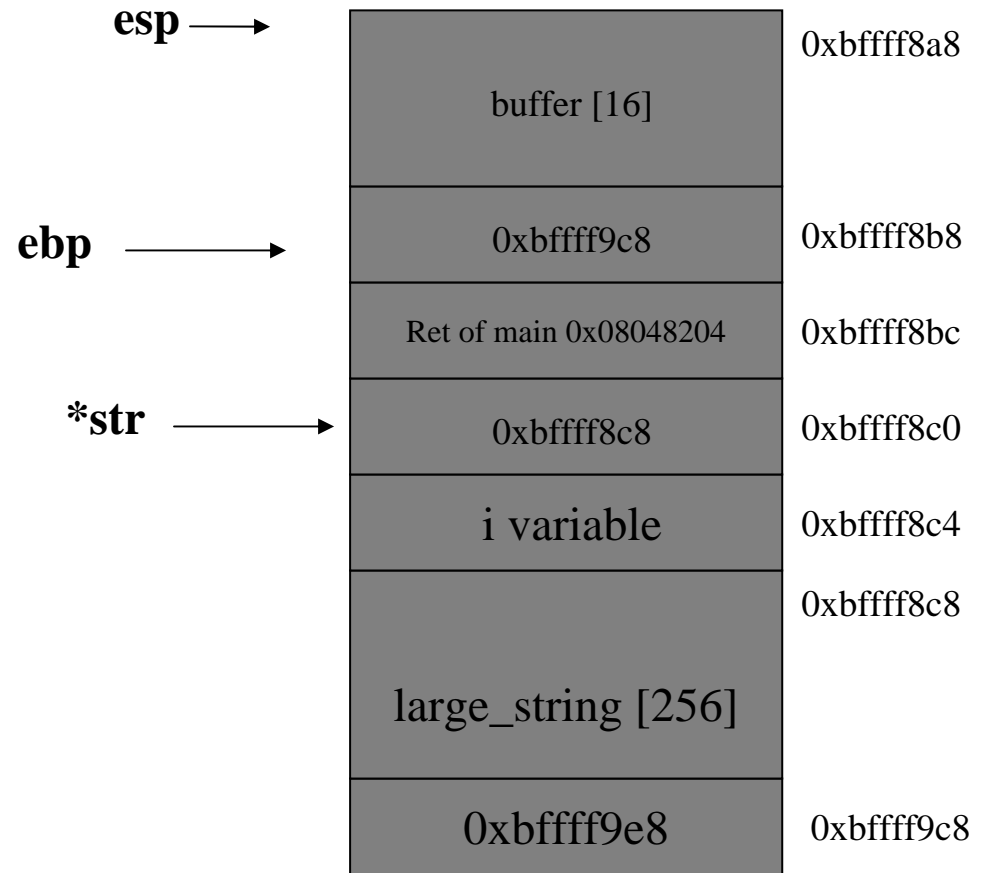 esp
0xbffff8a8
buffer [16]
ebp
0xbffff9c8
0xbffff8b8
Ret of main 0x08048204
0xbffff8bc
*str
0xbffff8c8
0xbffff8c0
i variable
0xbffff8c4
0xbffff8c8
large_string [256]
0xbffff9e8
0xbffff9c8